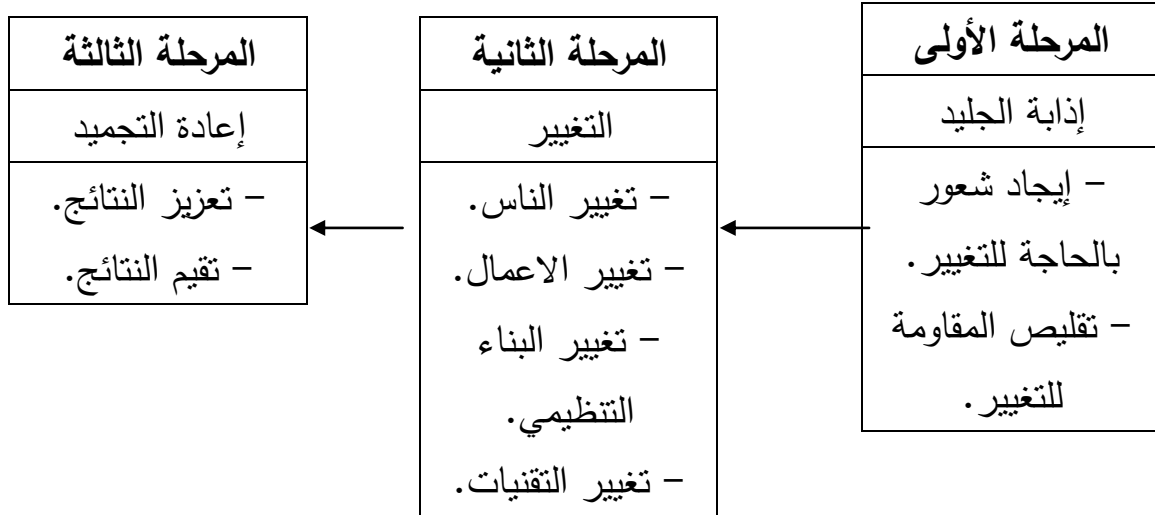 المرحلة الأولى
إذابة الجليد
– إيجاد شعور
بالحاجة للتغيير.
– تقليص المقاومة
للتغيير.
المرحلة الثانية
التغيير
– تغيير الناس.
– تغيير الاعمال.
– تغيير البناء
التنظيمي.
– تغيير التقنيات.
المرحلة الثالثة
إعادة التجميد
– تعزيز النتائج.
– تقيم النتائج.